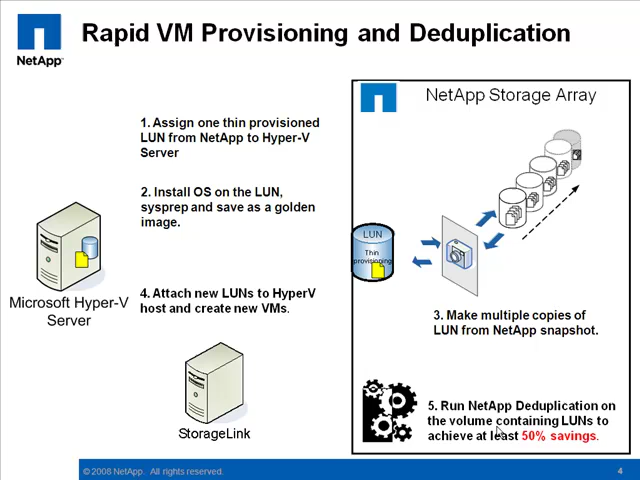 Rapid VM Provisioning and Deduplication
NetApp
NetApp Storage Array
1. Assign one thin provisioned
LUN from NetApp to Hyper-V
Server
2. Install OS on the LUN,
sysprep and save as a golden
image.
LUN
Thin
provisioning
Microsoft Hyper-V
Server
4. Attach new LUNs to HyperV
host and create new VMs.
3. Make multiple copies of
LUN from NetApp snapshot.
StorageLink
5. Run NetApp Deduplication on
the volume containing LUNs to
achieve at least 50% savings.
© 2008 NetApp. All rights reserved.
4